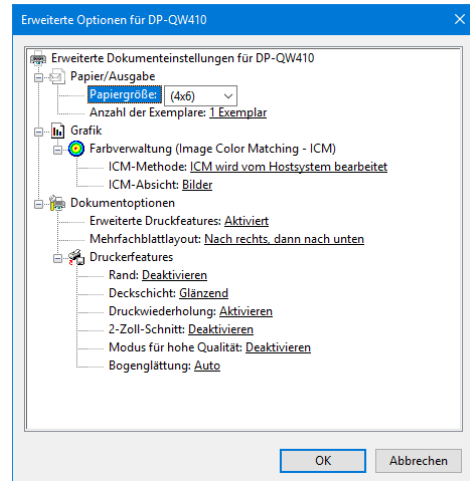 Erweiterte Optionen für DP-QW410
Erweiterte Dokumenteinstellungen für DP-QW410
Papier/Ausgabe
Papiergröße: (4x6)
Anzahl der Exemplare: 1 Exemplar
Grafik
Farbverwaltung (Image Color Matching - ICM)
ICM-Methode: ICM wird vom Hostsystem bearbeitet
ICM-Absicht: Bilder
Dokumentoptionen
Erweiterte Druckfeatures: Aktiviert
Mehrfachblattlayout: Nach rechts, dann nach unten
Druckerfeatures
Rand: Deaktivieren
Deckschicht: Glänzend
Druckwiederholung: Aktivieren
2-Zoll-Schnitt: Deaktivieren
Modus für hohe Qualität: Deaktivieren
Bogenglättung: Auto
OK Abbrechen